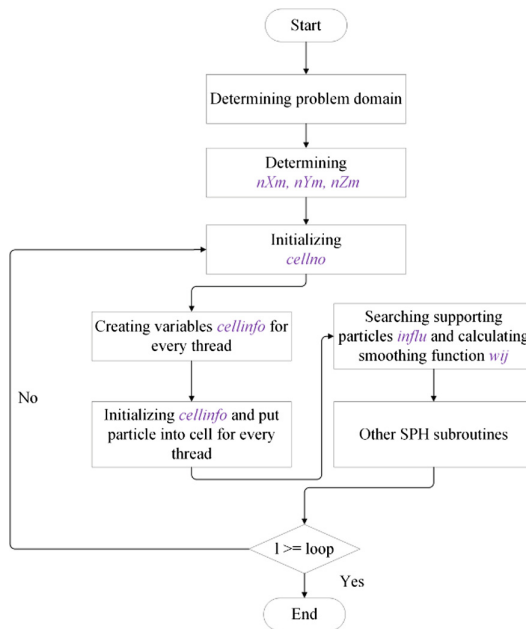 Start
Determining problem domain
Determining
nXm, nYm, nZm
Initializing
cellno
Creating variables cellinfo for
every thread
Initializing cellinfo and put
particle into cell for every
thread
Searching supporting
particles influ and calculating
smoothing function wij
Other SPH subroutines
No
l >= loop
Yes
End